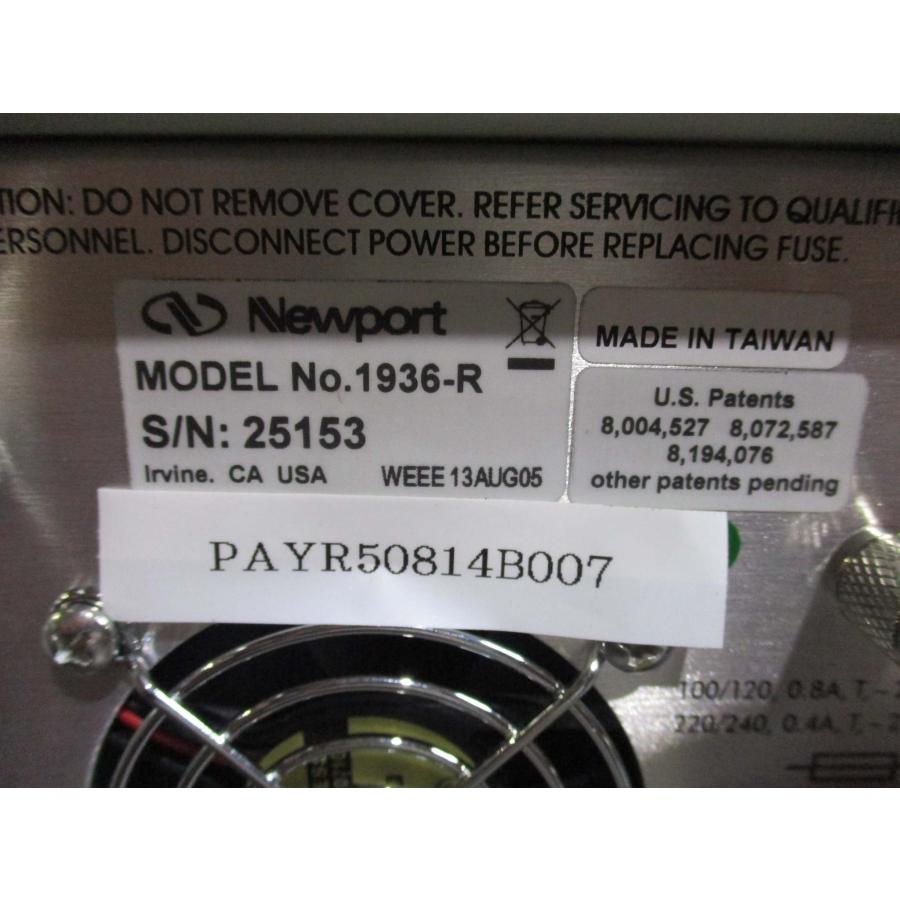 TION: DO NOT REMOVE COVER. REFER SERVICING TO QUALIFI
ERSONNEL. DISCONNECT POWER BEFORE REPLACING FUSE.
Newport
MODEL No.1936-R
S/N: 25153
Irvine. CA USA WEEE 13AUG05
MADE IN TAIWAN
U.S. Patents
8,004,527 8,072,587
8,194,076
other patents pending
PAYR50814B007
100/120, 0.8A, T, ~
220/240, 0.4A, T, ~